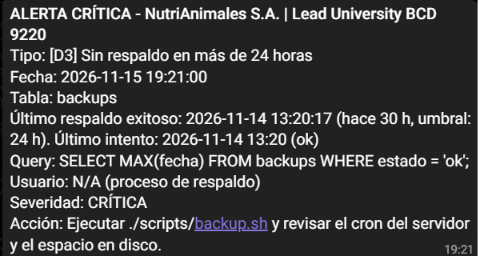 ALERTA CRÍTICA - NutriAnimales S.A. | Lead University BCD
9220
Tipo: [D3] Sin respaldo en más de 24 horas
Fecha: 2026-11-15 19:21:00
Tabla: backups
Último respaldo exitoso: 2026-11-14 13:20:17 (hace 30 h, umbral:
24 h). Último intento: 2026-11-14 13:20 (ok)
Query: SELECT MAX(fecha) FROM backups WHERE estado = 'ok';
Usuario: N/A (proceso de respaldo)
Severidad: CRÍTICA
Acción: Ejecutar ./scripts/backup.sh y revisar el cron del servidor
y el espacio en disco.
19:21